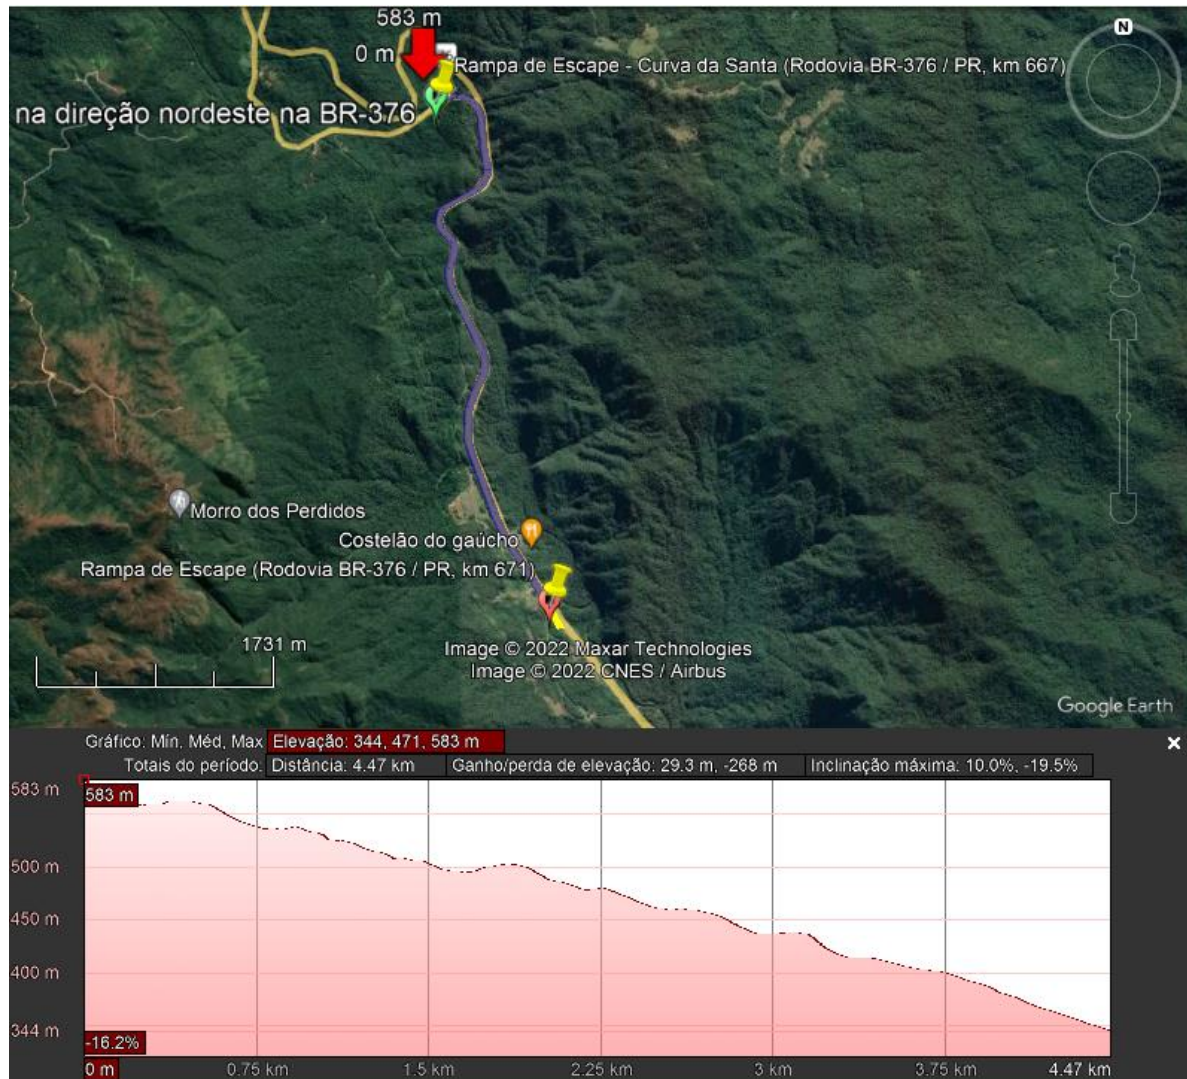 583 m
0 m
Rampa de Escape - Curva da Santa (Rodovia BR-376 / PR, km 667)
N
na direção nordeste na BR-376
Morro dos Perdidos
Costelão do gaúcho
Rampa de Escape (Rodovia BR-376 / PR, km 671)
1731 m
Image © 2022 Maxar Technologies
Image © 2022 CNES / Airbus
Google Earth
Gráfico: Mín, Méd, Max Elevação: 344, 471, 583 m
Totais do período: Distância: 4.47 km Ganho/perda de elevação: 29.3 m, -268 m Inclinação máxima: 10.0%, -19.5%
583 m
583 m
500 m
450 m
400 m
344 m
-16.2%
0 m 0.75 km 1.5 km 2.25 km 3 km 3.75 km 4.47 km